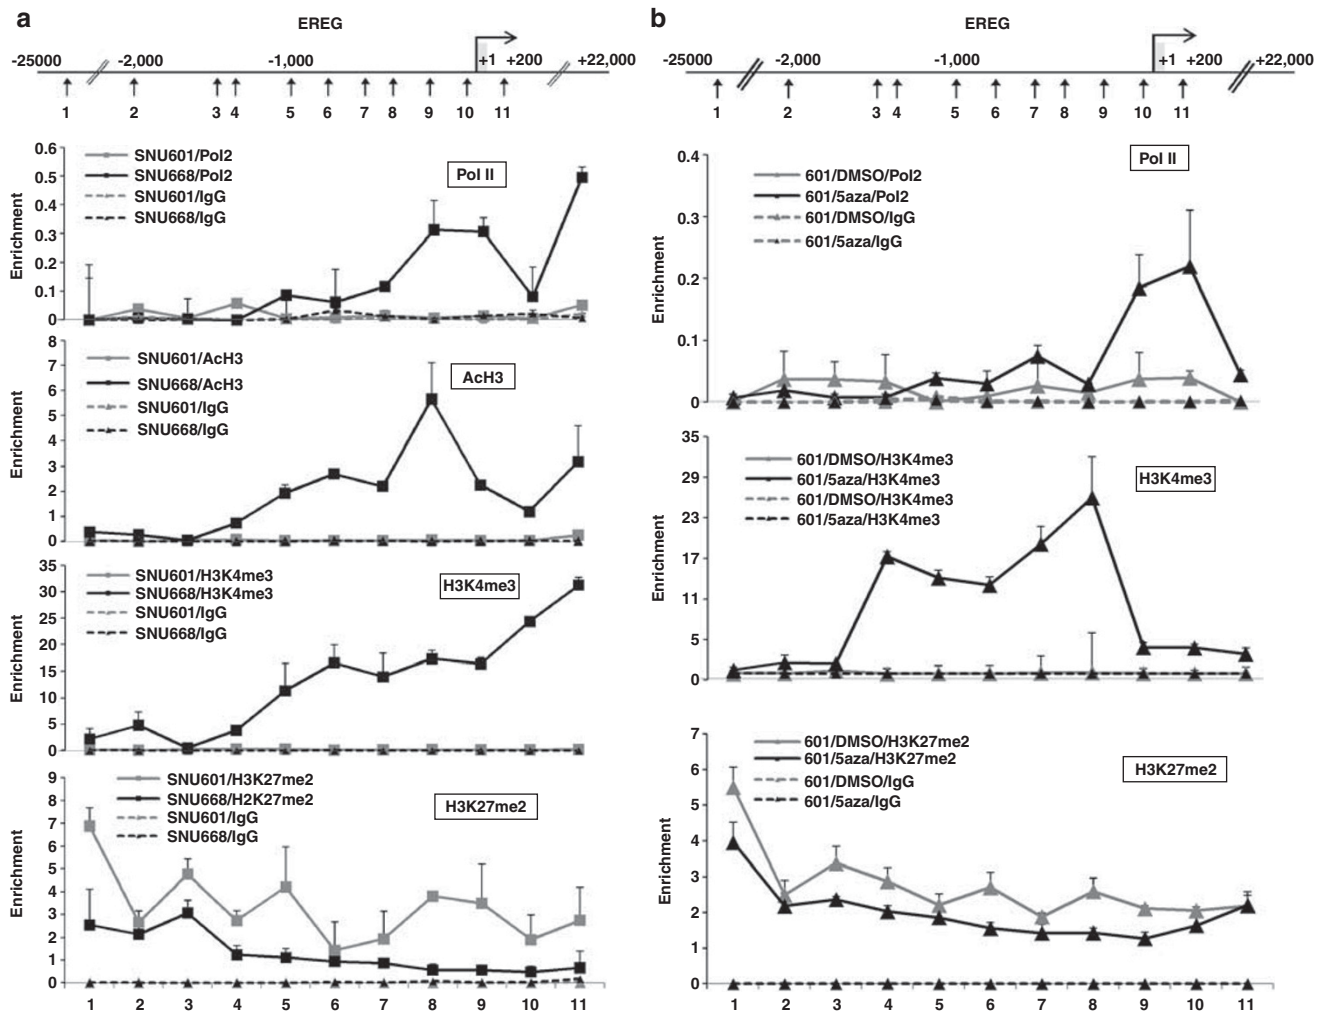 a
EREG
-25000 -2,000 -1,000 +1 +200 +22,000
1 2 3 4 5 6 7 8 9 10 11
0.6
0.5
0.4
0.3
0.2
0.1
0
Enrichment
SNU601/Pol2
SNU668/Pol2
SNU601/IgG
SNU668/IgG
Pol II
8
7
6
5
4
3
2
1
0
Enrichment
SNU601/AcH3
SNU668/AcH3
SNU601/IgG
SNU668/IgG
AcH3
35
30
25
20
15
10
5
0
Enrichment
SNU601/H3K4me3
SNU668/H3K4me3
SNU601/IgG
SNU668/IgG
H3K4me3
9
8
7
6
5
4
3
2
1
0
Enrichment
SNU601/H3K27me2
SNU668/H2K27me2
SNU601/IgG
SNU668/IgG
H3K27me2
1 2 3 4 5 6 7 8 9 10 11
b
EREG
-25000 -2,000 -1,000 +1 +200 +22,000
1 2 3 4 5 6 7 8 9 10 11
0.4
0.3
0.2
0.1
0
Enrichment
601/DMSO/Pol2
601/5aza/Pol2
601/DMSO/IgG
601/5aza/IgG
Pol II
35
29
23
17
11
5
0
Enrichment
601/DMSO/H3K4me3
601/5aza/H3K4me3
601/DMSO/H3K4me3
601/5aza/H3K4me3
H3K4me3
7
6
5
4
3
2
1
0
Enrichment
601/DMSO/H3K27me2
601/5aza/H3K27me2
601/DMSO/IgG
601/5aza/IgG
H3K27me2
1 2 3 4 5 6 7 8 9 10 11